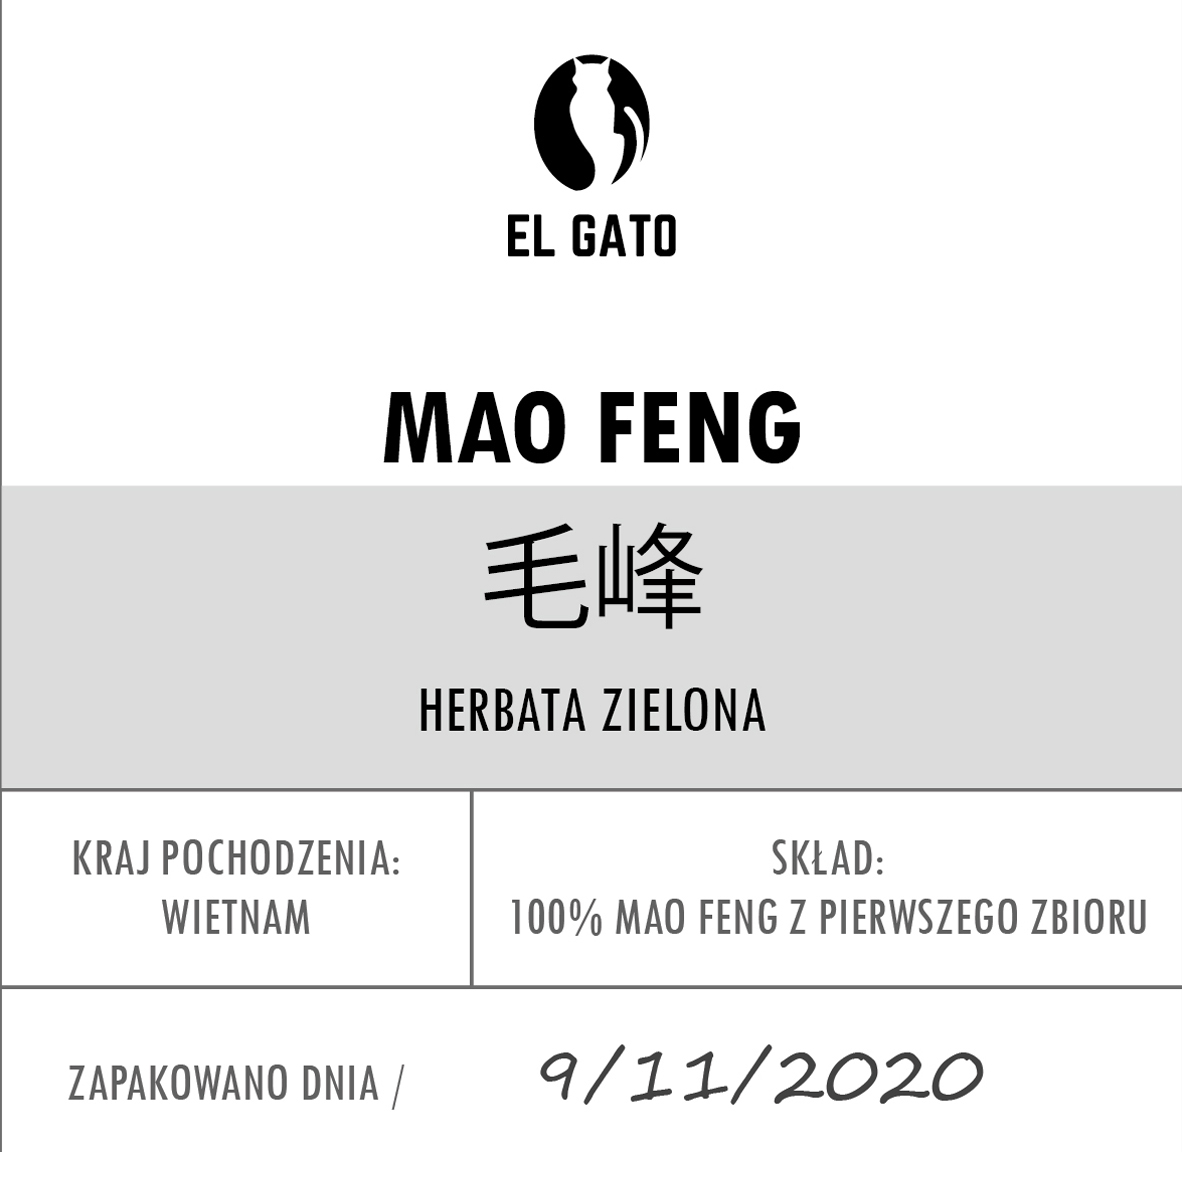 EL GATO
MAO FENG
毛峰
HERBATA ZIELONA
KRAJ POCHODZENIA:
WIETNAM
SKŁAD:
100% MAO FENG Z PIERWSZEGO ZBIORU
ZAPAKOWANO DNIA / 9/11/2020